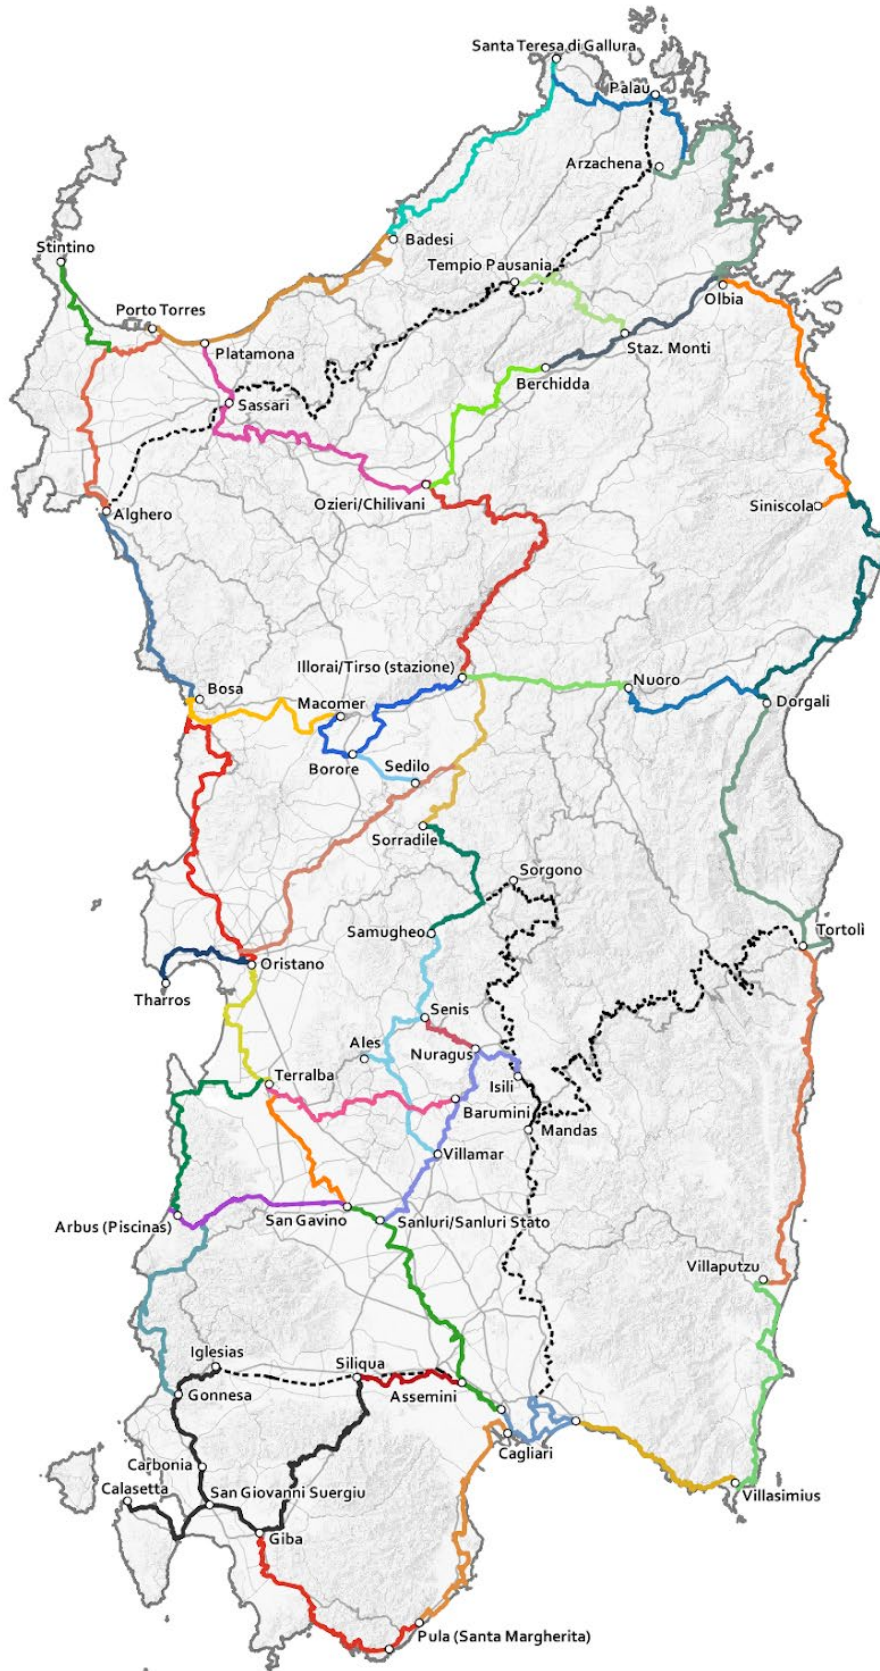 Santa Teresa di Gallura
Palau
Arzachena
Badesi
Stintino
Tempio Pausania
Olbia
Porto Torres
Platamona
Staz. Monti
Berchidda
Sassari
Ozieri/Chilivani
Siniscola
Alghero
Illorai/Tirso (stazione)
Nuoro
Bosa
Macomer
Dorgali
Borore
Sedilo
Sorradile
Sorgono
Samugheo
Tortolì
Oristano
Tharros
Senis
Ales
Nuragus
Terralba
Isili
Barumini
Mandas
Villamar
Arbus (Piscinas)
San Gavino
Sanluri/Sanluri Stato
Villaputzu
Iglesias
Siliqua
Gonnesa
Assemini
Cagliari
Carbonia
Calasetta
San Giovanni Suergiu
Villasimius
Giba
Pula (Santa Margherita)